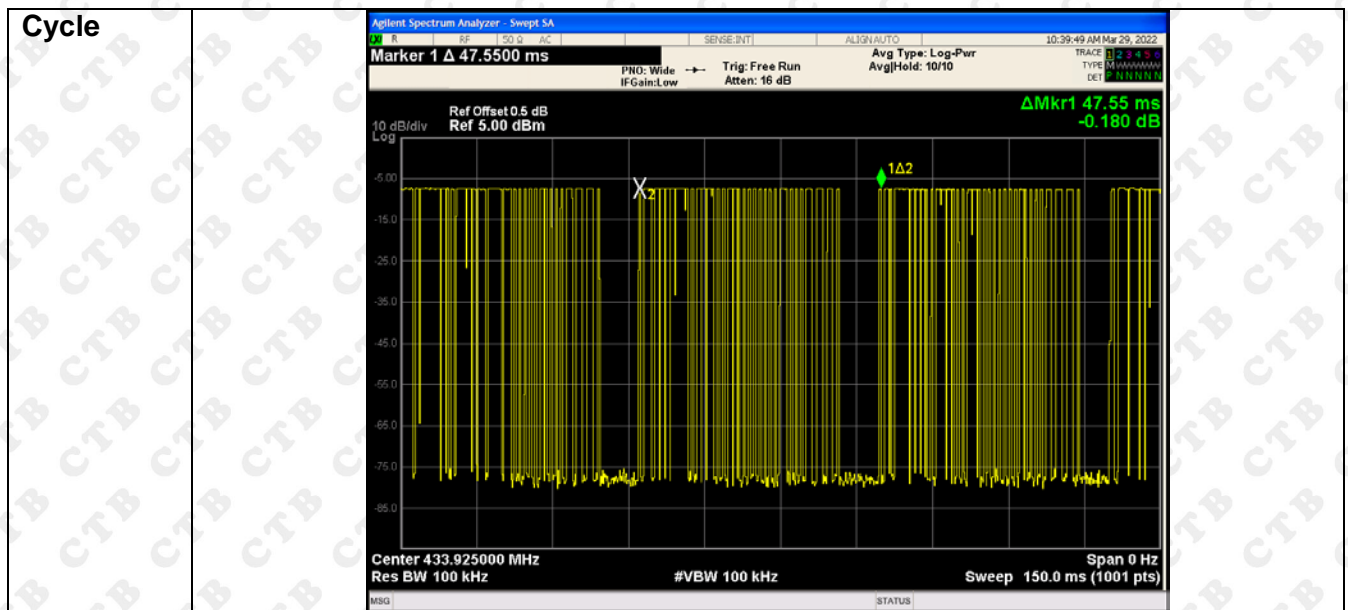 Cycle
Agilent Spectrum Analyzer - Swept SA
R RF 50 Ω AC SENSE:INT ALIGN AUTO 10:39:49 AM Mar 29, 2022
Marker 1 Δ 47.5500 ms
PNO: Wide
IFGain:Low
Trig: Free Run
Atten: 16 dB
Avg Type: Log-Pwr
Avg|Hold: 10/10
TRACE 1 2 3 4 5 6
TYPE M
DET P N N N N N
ΔMkr1 47.55 ms
-0.180 dB
Ref Offset 0.5 dB
10 dB/div Ref 5.00 dBm
Log
1Δ2
-5.00
X2
-15.0
-25.0
-35.0
-45.0
-55.0
-65.0
-75.0
-85.0
Center 433.925000 MHz Span 0 Hz
Res BW 100 kHz #VBW 100 kHz Sweep 150.0 ms (1001 pts)
MSG STATUS
CTB